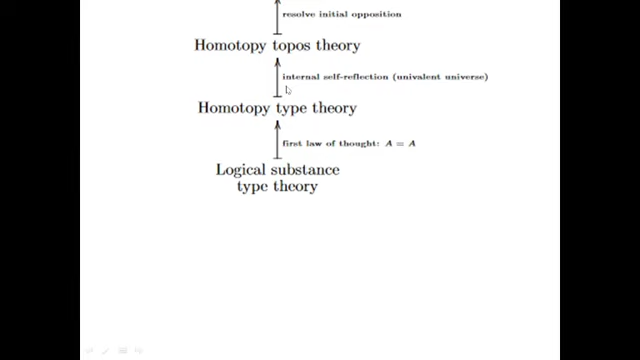 resolve initial opposition
Homotopy topos theory
internal self-reflection (univalent universe)
Homotopy type theory
first law of thought: A = A
Logical substance
type theory